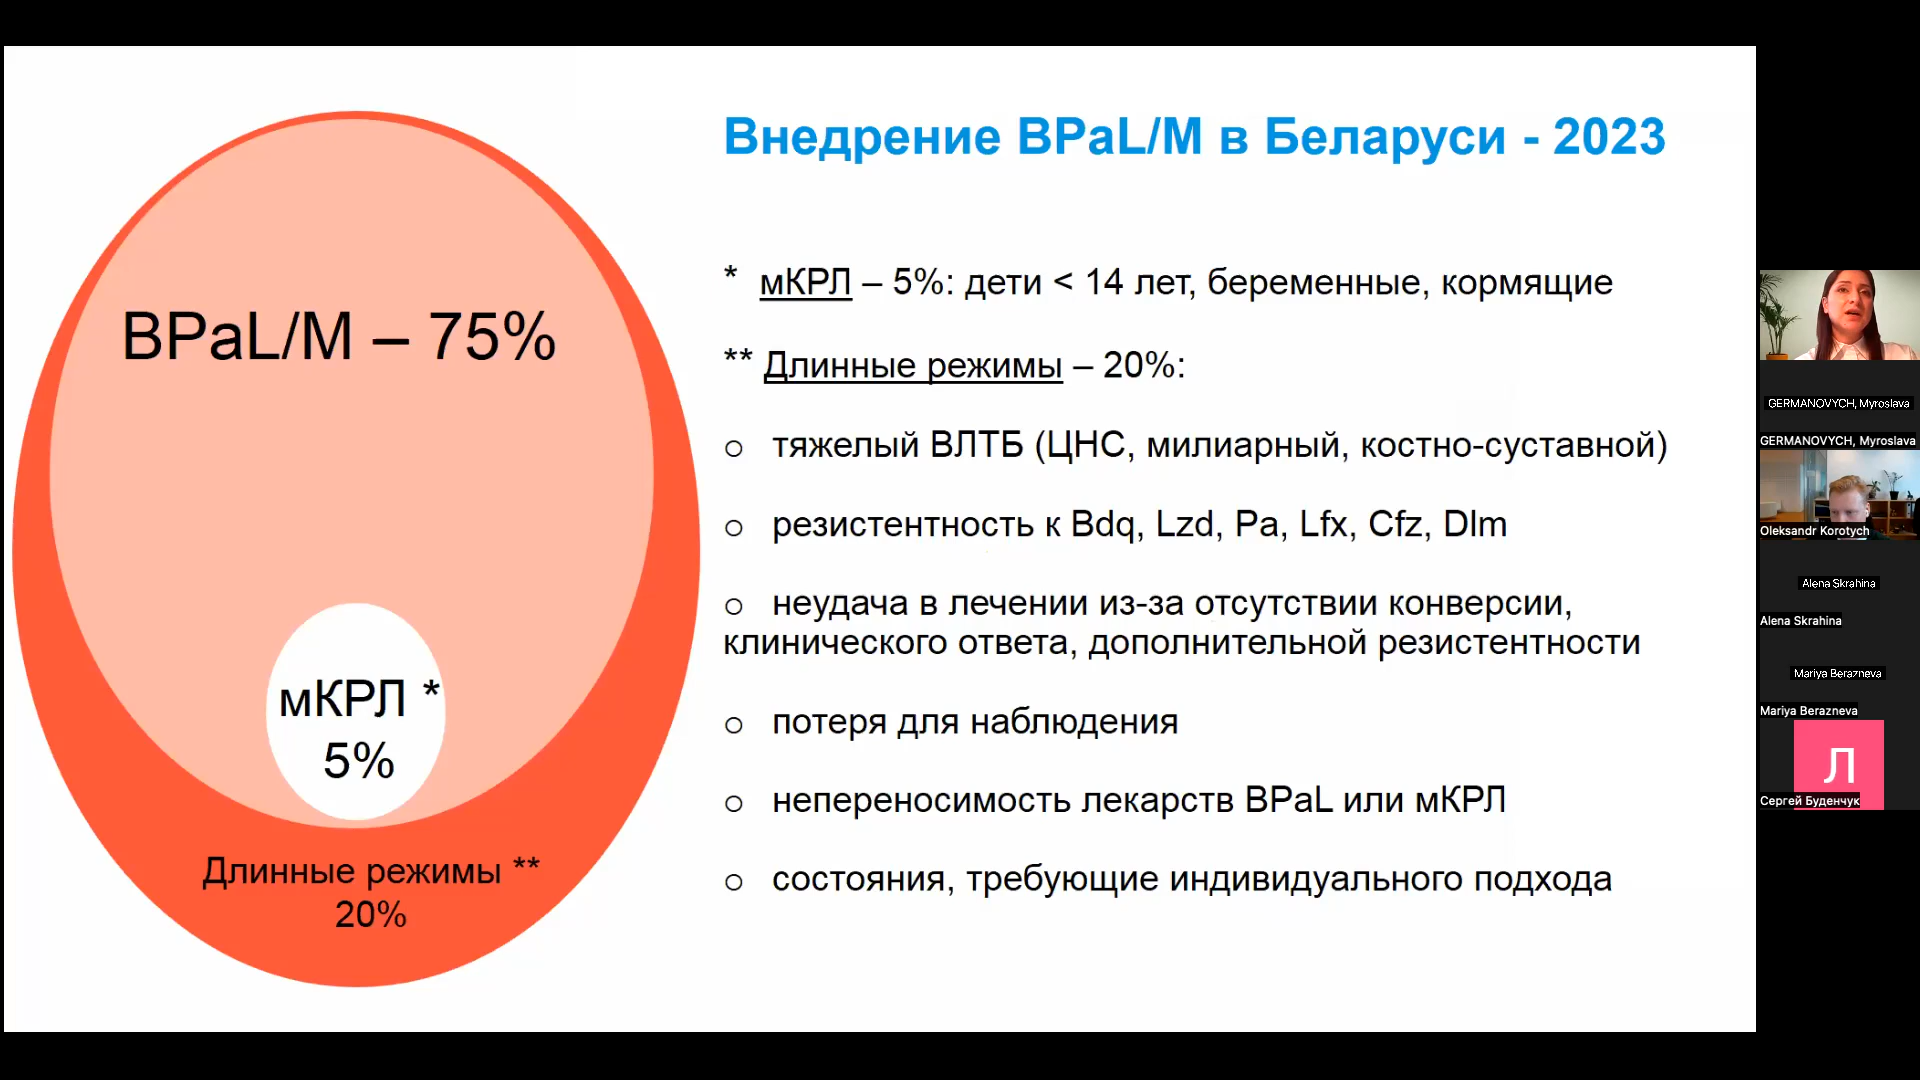 Внедрение BPaL/M в Беларуси - 2023
BPaL/M – 75%
мКРЛ *
5%
Длинные режимы **
20%
* мКРЛ – 5%: дети < 14 лет, беременные, кормящие
** Длинные режимы – 20%:
o тяжелый ВЛТБ (ЦНС, милиарный, костно-суставной)
o резистентность к Bdq, Lzd, Pa, Lfx, Cfz, Dlm
o неудача в лечении из-за отсутствии конверсии,
клинического ответа, дополнительной резистентности
o потеря для наблюдения
o непереносимость лекарств BPaL или мКРЛ
o состояния, требующие индивидуального подхода
GERMANOVYCH, Myroslava
GERMANOVYCH, Myroslava
Oleksandr Korotych
Alena Skrahina
Alena Skrahina
Mariya Berazneva
Mariya Berazneva
Л
Сергей Буденчук